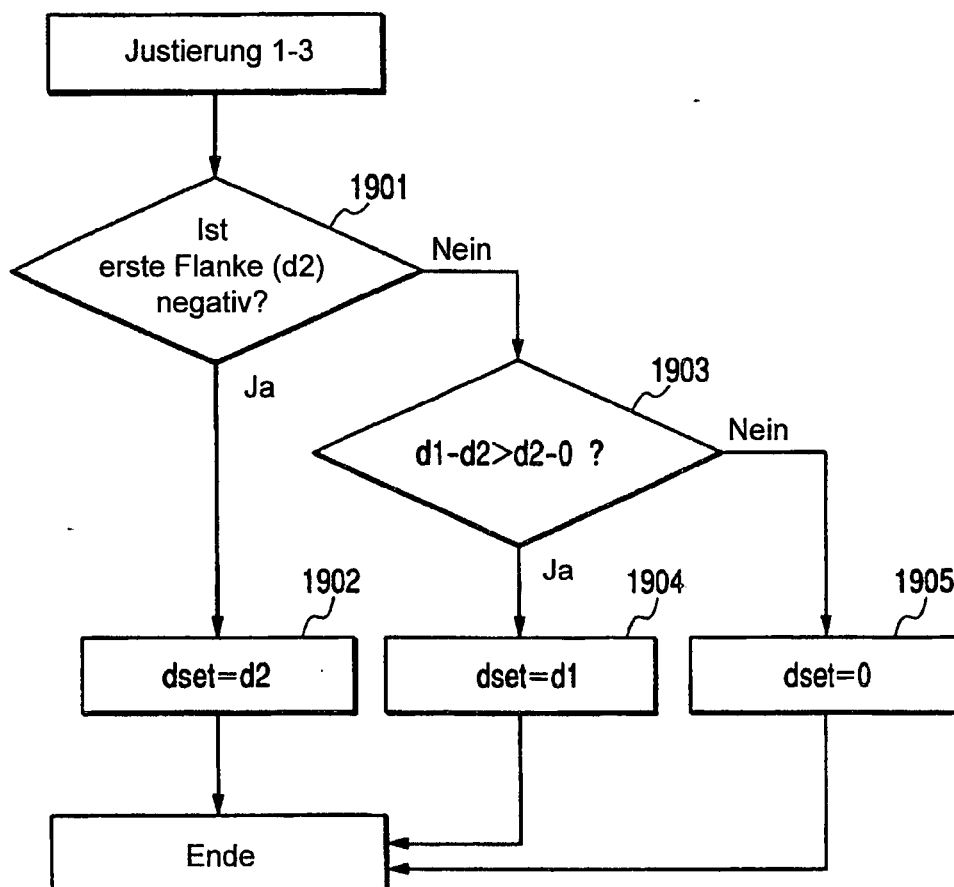 Justierung 1-3
1901
Ist
erste Flanke (d2)
negativ?
Nein
Ja
1903
d1-d2>d2-0 ?
Nein
Ja
1902
dset=d2
1904
dset=d1
1905
dset=0
Ende